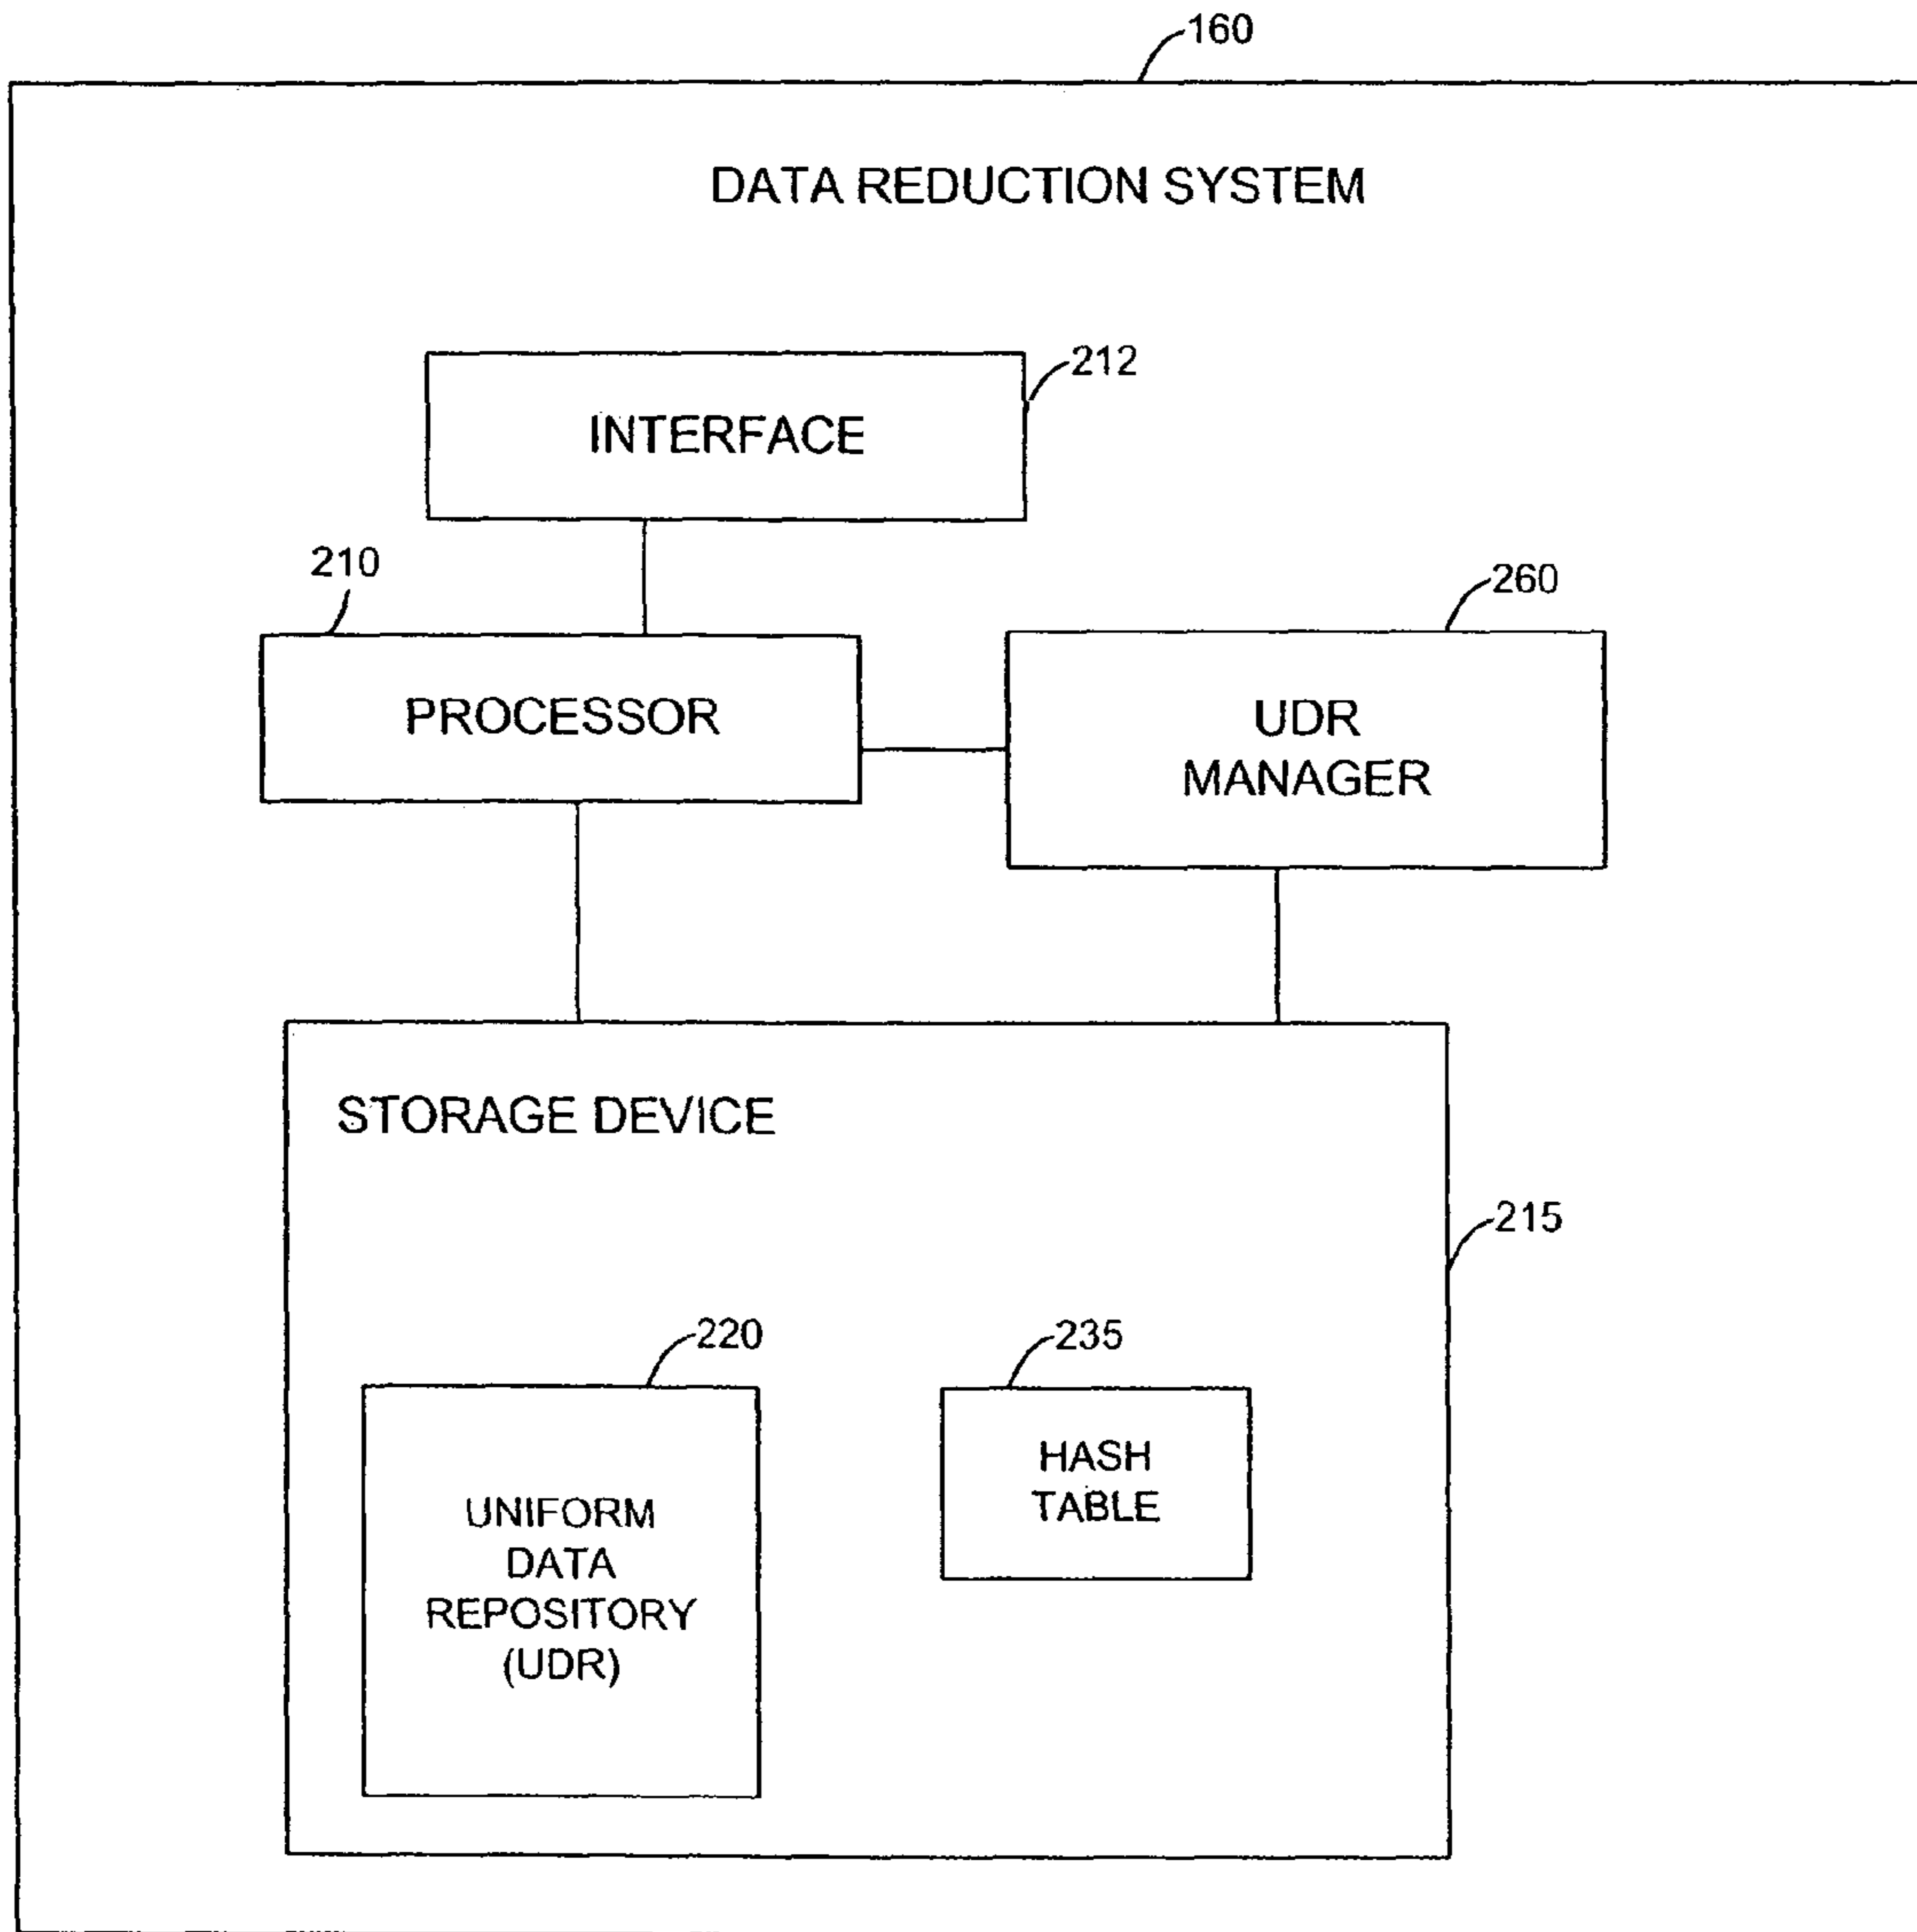 160
DATA REDUCTION SYSTEM
212
INTERFACE
210
260
PROCESSOR
UDR
MANAGER
STORAGE DEVICE
215
220
235
UNIFORM
DATA
REPOSITORY
(UDR)
HASH
TABLE